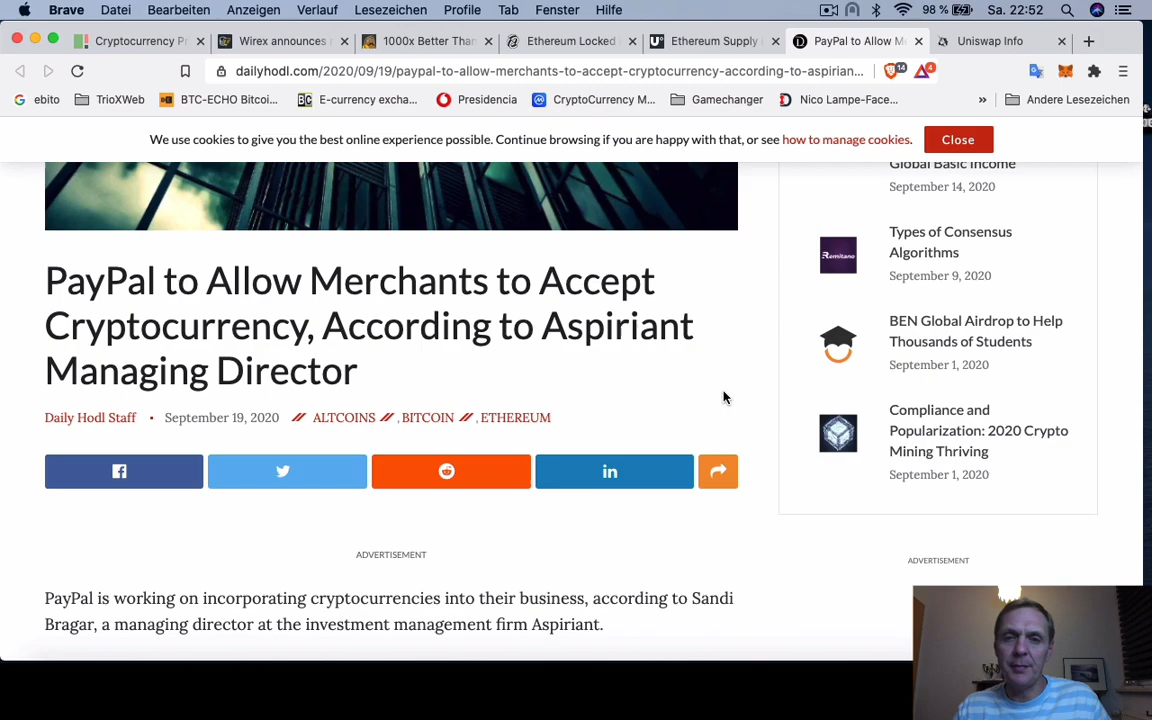 Brave Datei Bearbeiten Anzeigen Verlauf Lesezeichen Profile Tab Fenster Hilfe 98 % Sa. 22:52
Cryptocurrency Pr Wirex announces 1000x Better Than Ethereum Locked Ethereum Supply PayPal to Allow Me Uniswap Info
dailyhodl.com/2020/09/19/paypal-to-allow-merchants-to-accept-cryptocurrency-according-to-aspirian... 14 4
ebito TrioXWeb BTC-ECHO Bitcoi... E-currency excha... Presidencia CryptoCurrency M... Gamechanger Nico Lampe-Face... » Andere Lesezeichen
We use cookies to give you the best online experience possible. Continue browsing if you are happy with that, or see how to manage cookies. Close
Global Basic Income
September 14, 2020
Types of Consensus
Algorithms
September 9, 2020
Remitano
BEN Global Airdrop to Help
Thousands of Students
September 1, 2020
Compliance and
Popularization: 2020 Crypto
Mining Thriving
September 1, 2020
ADVERTISEMENT
PayPal to Allow Merchants to Accept
Cryptocurrency, According to Aspiriant
Managing Director
Daily Hodl Staff • September 19, 2020 ALTCOINS , BITCOIN , ETHEREUM
ADVERTISEMENT
PayPal is working on incorporating cryptocurrencies into their business, according to Sandi
Bragar, a managing director at the investment management firm Aspiriant.